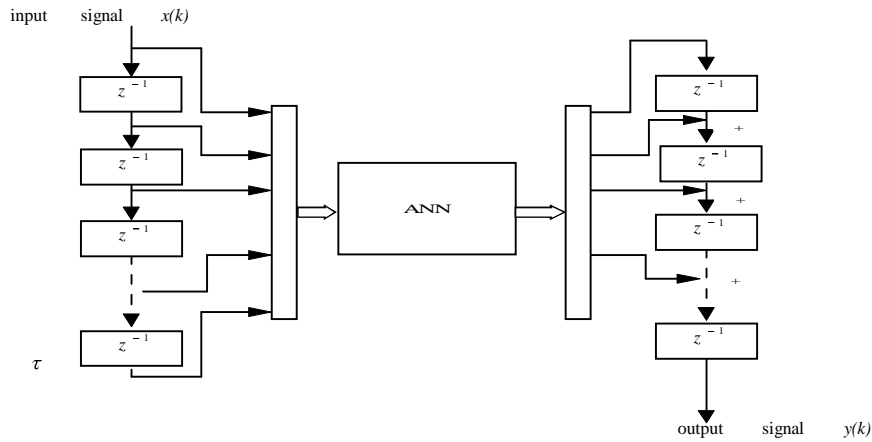 input signal x(k)
z⁻¹
z⁻¹
z⁻¹
z⁻¹
τ
ANN
z⁻¹
+
z⁻¹
+
z⁻¹
+
z⁻¹
output signal y(k)